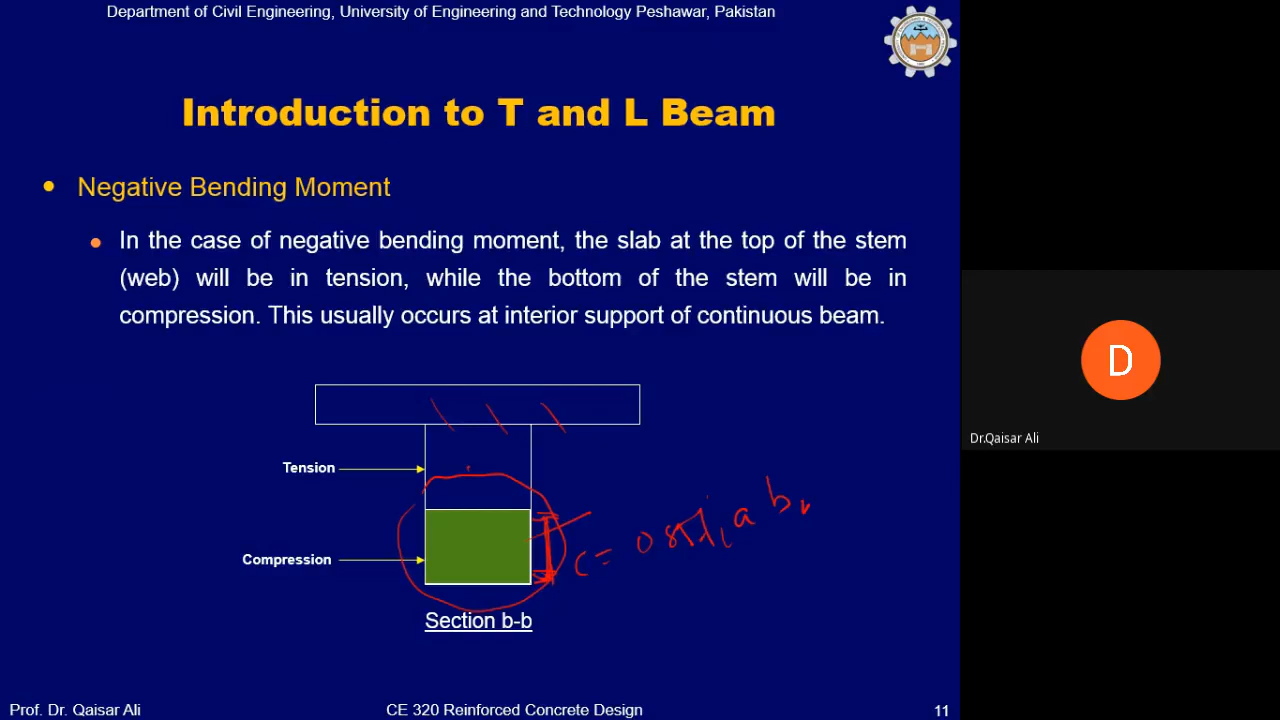 Department of Civil Engineering, University of Engineering and Technology Peshawar, Pakistan
Introduction to T and L Beam
Negative Bending Moment
In the case of negative bending moment, the slab at the top of the stem
(web) will be in tension, while the bottom of the stem will be in
compression. This usually occurs at interior support of continuous beam.
Tension
Compression
Section b-b
Prof. Dr. Qaisar Ali
CE 320 Reinforced Concrete Design
11
D
Dr.Qaisar Ali